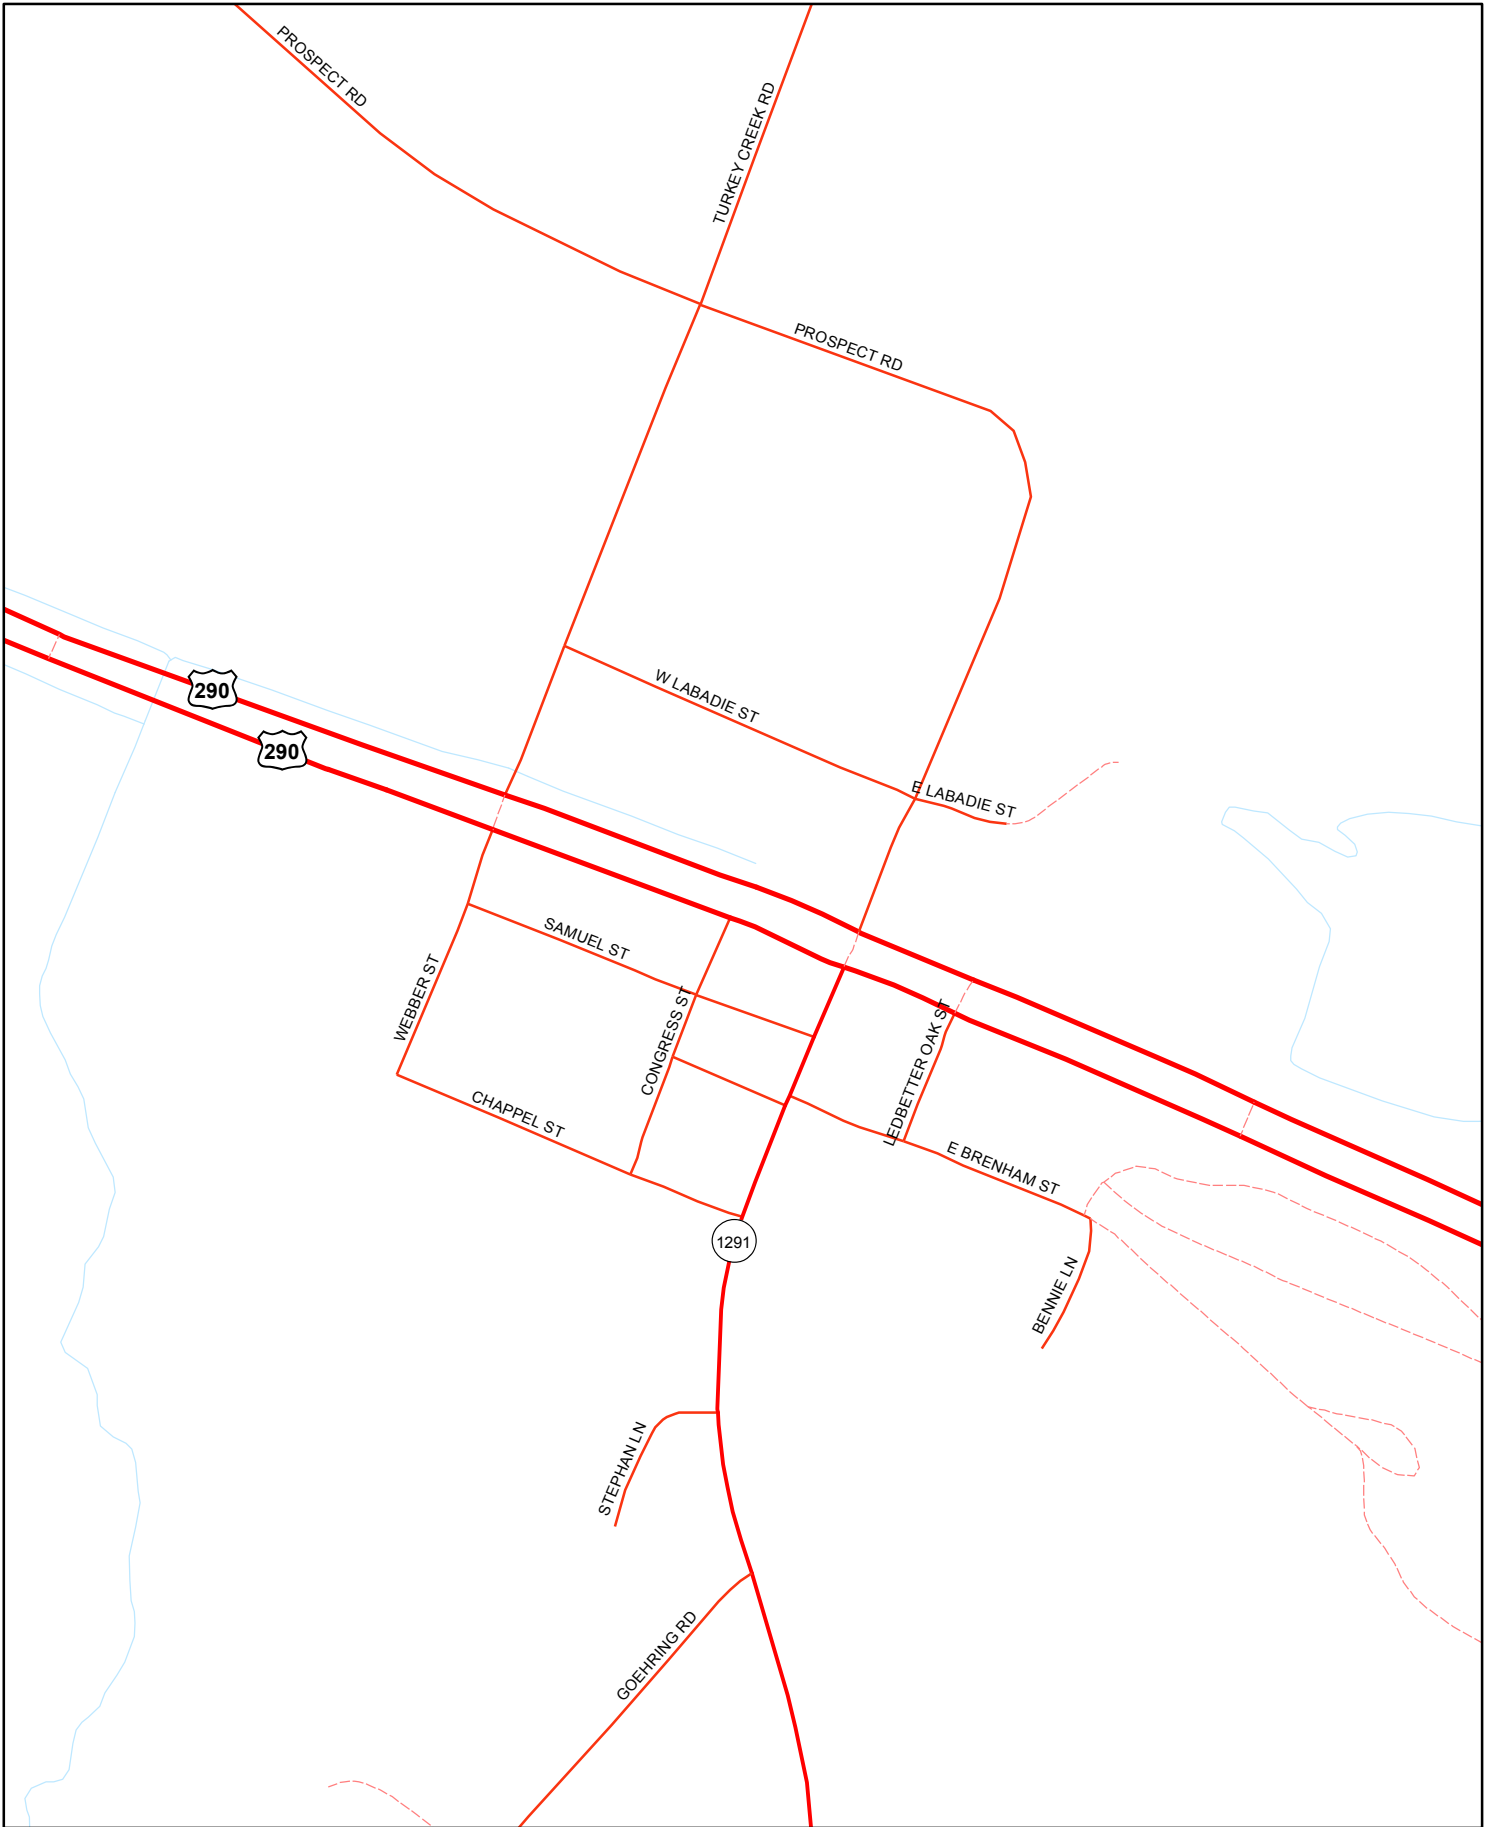 PROSPECT RD
TURKEY CREEK RD
PROSPECT RD
W LABADIE ST
290
290
E LABADIE ST
SAMUEL ST
WEBBER ST
CONGRESS ST
LEDBETTER OAK ST
CHAPPEL ST
E BRENHAM ST
1291
BENNIE LN
STEPHAN LN
GOEHRING RD